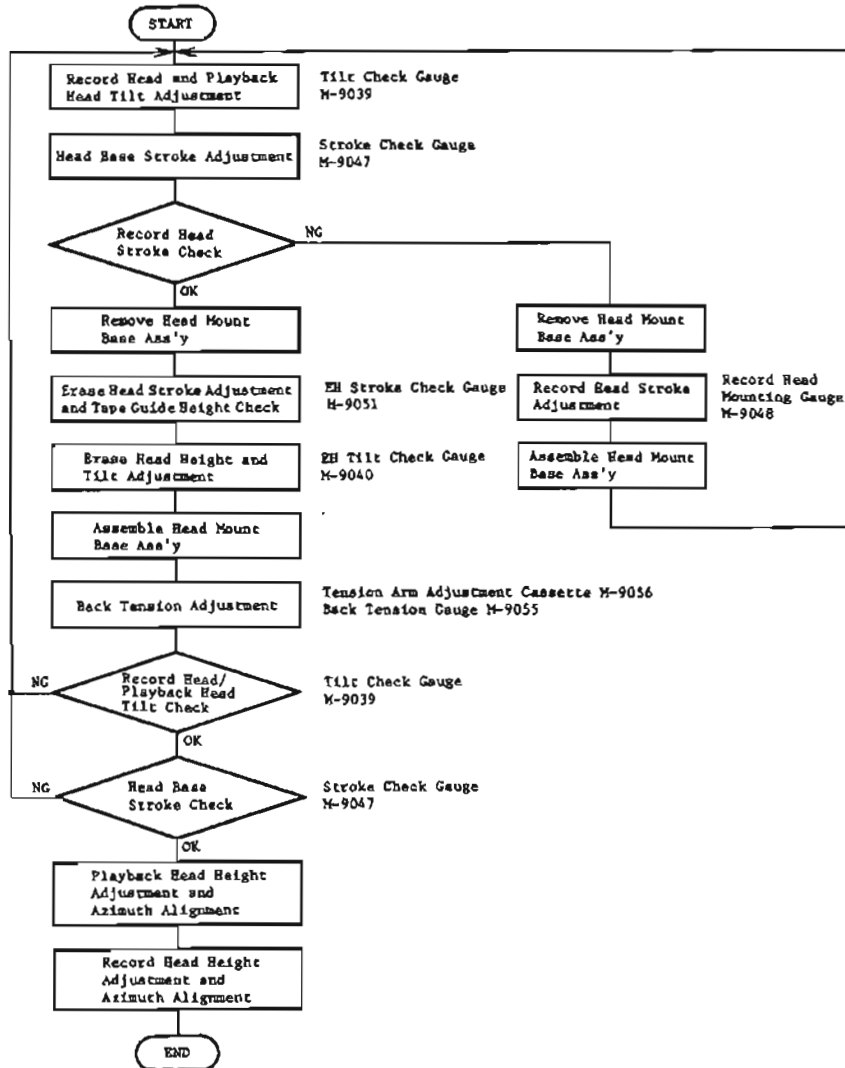 START
Record Head and Playback
Head Tilt Adjustment
Tilt Check Gauge
M-9039
Head Base Stroke Adjustment
Stroke Check Gauge
M-9047
Record Head
Stroke Check
NG
OK
Remove Head Mount
Base Ass'y
Remove Head Mount
Base Ass'y
Erase Head Stroke Adjustment
and Tape Guide Height Check
EH Stroke Check Gauge
M-9051
Record Head Stroke
Adjustment
Record Head
Mounting Gauge
M-9048
Erase Head Height and
Tilt Adjustment
EH Tilt Check Gauge
M-9040
Assemble Head Mount
Base Ass'y
Assemble Head Mount
Base Ass'y
Back Tension Adjustment
Tension Arm Adjustment Cassette M-9056
Back Tension Gauge M-9055
NG
Record Head/
Playback Head
Tilt Check
Tilt Check Gauge
M-9039
OK
NG
Head Base
Stroke Check
Stroke Check Gauge
M-9047
OK
Playback Head Height
Adjustment and
Azimuth Alignment
Record Head Height
Adjustment and
Azimuth Alignment
END